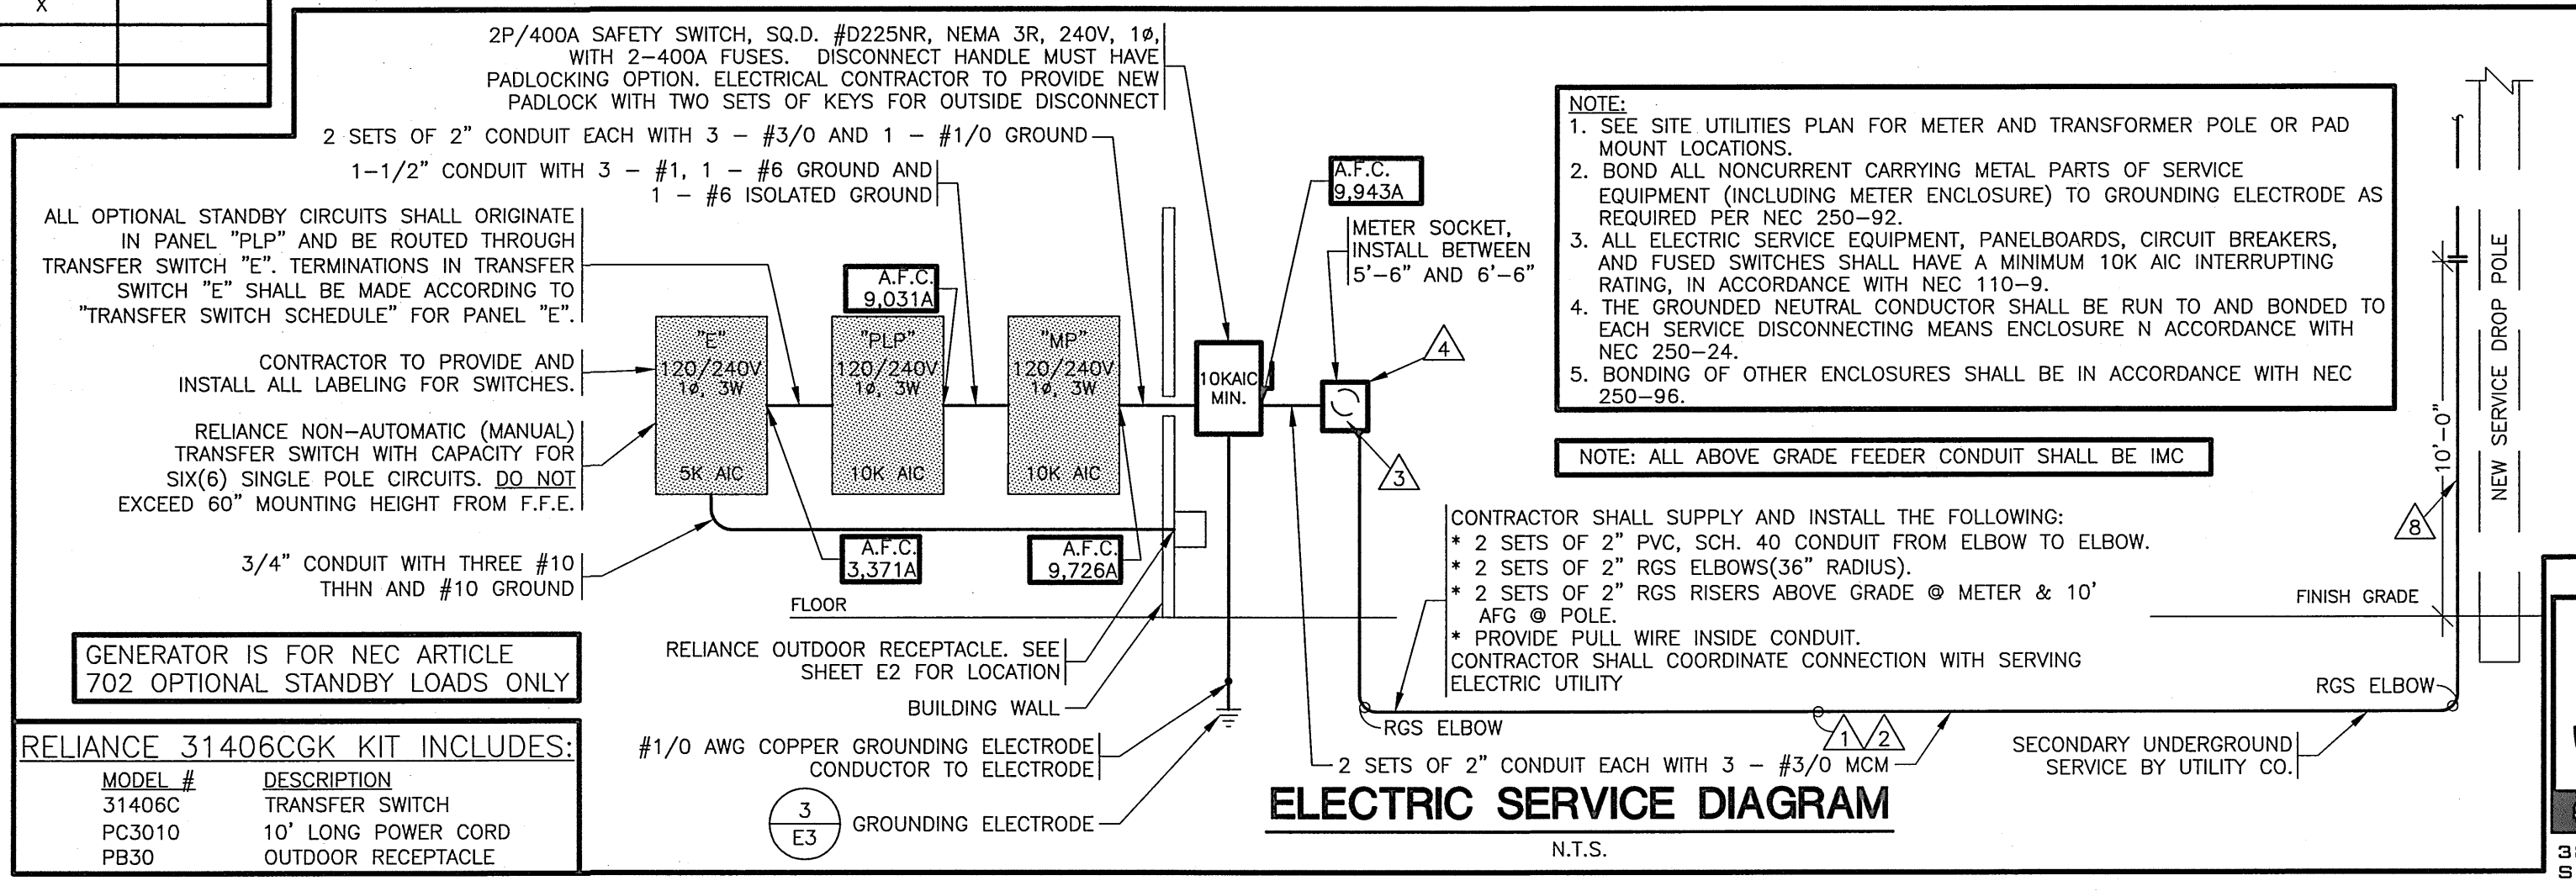 X
2P/400A SAFETY SWITCH, SQ.D. #D225NR, NEMA 3R, 240V, 1ø,
WITH 2-400A FUSES. DISCONNECT HANDLE MUST HAVE
PADLOCKING OPTION. ELECTRICAL CONTRACTOR TO PROVIDE NEW
PADLOCK WITH TWO SETS OF KEYS FOR OUTSIDE DISCONNECT
2 SETS OF 2" CONDUIT EACH WITH 3 - #3/0 AND 1 - #1/0 GROUND
1-1/2" CONDUIT WITH 3 - #1, 1 - #6 GROUND AND
1 - #6 ISOLATED GROUND
ALL OPTIONAL STANDBY CIRCUITS SHALL ORIGINATE
IN PANEL "PLP" AND BE ROUTED THROUGH
TRANSFER SWITCH "E". TERMINATIONS IN TRANSFER
SWITCH "E" SHALL BE MADE ACCORDING TO
"TRANSFER SWITCH SCHEDULE" FOR PANEL "E".
CONTRACTOR TO PROVIDE AND
INSTALL ALL LABELING FOR SWITCHES.
RELIANCE NON-AUTOMATIC (MANUAL)
TRANSFER SWITCH WITH CAPACITY FOR
SIX(6) SINGLE POLE CIRCUITS. DO NOT
EXCEED 60" MOUNTING HEIGHT FROM F.F.E.
3/4" CONDUIT WITH THREE #10
THHN AND #10 GROUND
"E"
120/240V
1ø, 3W
5K AIC
A.F.C.
9,031A
"PLP"
120/240V
1ø, 3W
10K AIC
"MP"
120/240V
1ø, 3W
10K AIC
A.F.C.
3,371A
A.F.C.
9,726A
10KAIC
MIN.
A.F.C.
9,943A
METER SOCKET,
INSTALL BETWEEN
5'-6" AND 6'-6"
4
3
FLOOR
RELIANCE OUTDOOR RECEPTACLE. SEE
SHEET E2 FOR LOCATION
BUILDING WALL
#1/0 AWG COPPER GROUNDING ELECTRODE
CONDUCTOR TO ELECTRODE
3
E3
GROUNDING ELECTRODE
NOTE:
1. SEE SITE UTILITIES PLAN FOR METER AND TRANSFORMER POLE OR PAD
MOUNT LOCATIONS.
2. BOND ALL NONCURRENT CARRYING METAL PARTS OF SERVICE
EQUIPMENT (INCLUDING METER ENCLOSURE) TO GROUNDING ELECTRODE AS
REQUIRED PER NEC 250-92.
3. ALL ELECTRIC SERVICE EQUIPMENT, PANELBOARDS, CIRCUIT BREAKERS,
AND FUSED SWITCHES SHALL HAVE A MINIMUM 10K AIC INTERRUPTING
RATING, IN ACCORDANCE WITH NEC 110-9.
4. THE GROUNDED NEUTRAL CONDUCTOR SHALL BE RUN TO AND BONDED TO
EACH SERVICE DISCONNECTING MEANS ENCLOSURE N ACCORDANCE WITH
NEC 250-24.
5. BONDING OF OTHER ENCLOSURES SHALL BE IN ACCORDANCE WITH NEC
250-96.
NOTE: ALL ABOVE GRADE FEEDER CONDUIT SHALL BE IMC
CONTRACTOR SHALL SUPPLY AND INSTALL THE FOLLOWING:
* 2 SETS OF 2" PVC, SCH. 40 CONDUIT FROM ELBOW TO ELBOW.
* 2 SETS OF 2" RGS ELBOWS(36" RADIUS).
* 2 SETS OF 2" RGS RISERS ABOVE GRADE @ METER & 10'
AFG @ POLE.
* PROVIDE PULL WIRE INSIDE CONDUIT.
CONTRACTOR SHALL COORDINATE CONNECTION WITH SERVING
ELECTRIC UTILITY
10'-0"
NEW SERVICE DROP POLE
8
FINISH GRADE
RGS ELBOW
RGS ELBOW
1 2
2 SETS OF 2" CONDUIT EACH WITH 3 - #3/0 MCM
SECONDARY UNDERGROUND
SERVICE BY UTILITY CO.
ELECTRIC SERVICE DIAGRAM
N.T.S.
GENERATOR IS FOR NEC ARTICLE
702 OPTIONAL STANDBY LOADS ONLY
RELIANCE 31406CGK KIT INCLUDES:
MODEL # DESCRIPTION
31406C TRANSFER SWITCH
PC3010 10' LONG POWER CORD
PB30 OUTDOOR RECEPTACLE